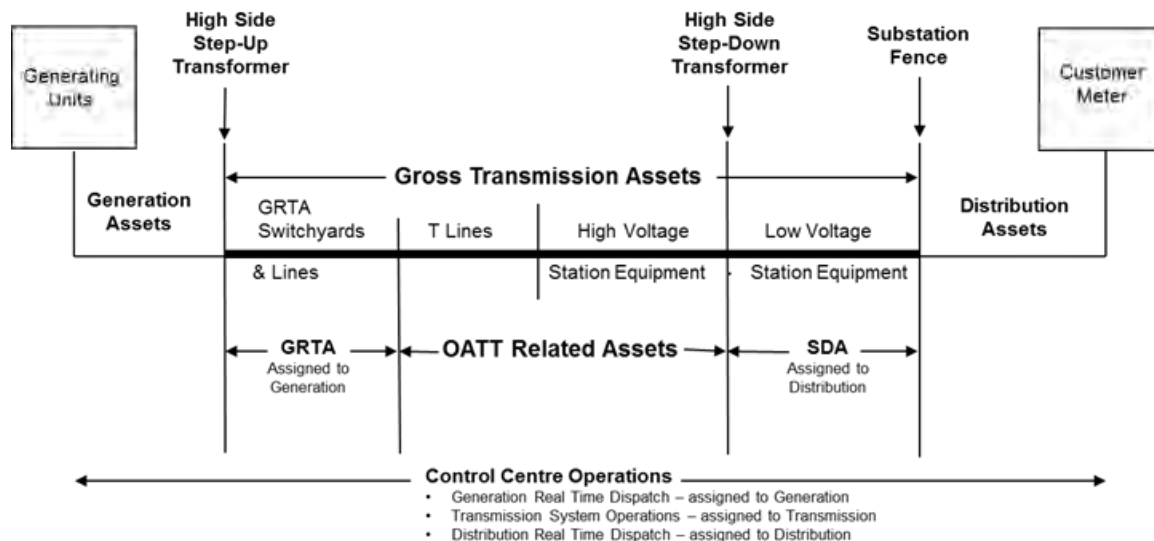 High Side
Step-Up
Transformer
High Side
Step-Down
Transformer
Substation
Fence
Generating
Units
Customer
Meter
Gross Transmission Assets
Generation
Assets
GRTA
Switchyards
T Lines
High Voltage
Low Voltage
Distribution
Assets
& Lines
Station Equipment
Station Equipment
GRTA
Assigned to
Generation
OATT Related Assets
SDA
Assigned to
Distribution
Control Centre Operations
• Generation Real Time Dispatch – assigned to Generation
• Transmission System Operations – assigned to Transmission
• Distribution Real Time Dispatch – assigned to Distribution